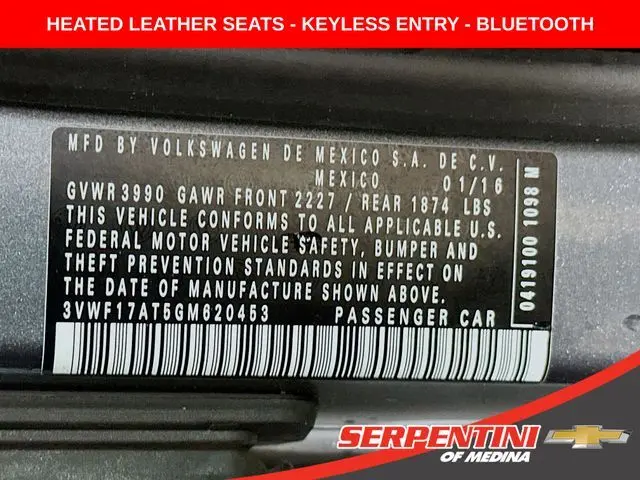 HEATED LEATHER SEATS - KEYLESS ENTRY - BLUETOOTH
MFD BY VOLKSWAGEN DE MEXICO S.A. DE C.V.
MEXICO 01/16
GVWR 3990 GAWR FRONT 2227 / REAR 1874 LBS
THIS VEHICLE CONFORMS TO ALL APPLICABLE U.S.
FEDERAL MOTOR VEHICLE SAFETY, BUMPER AND
THEFT PREVENTION STANDARDS IN EFFECT ON
THE DATE OF MANUFACTURE SHOWN ABOVE.
3VWF17AT5GM620453 PASSENGER CAR
0419100 1098 M
SERPENTINI
OF MEDINA